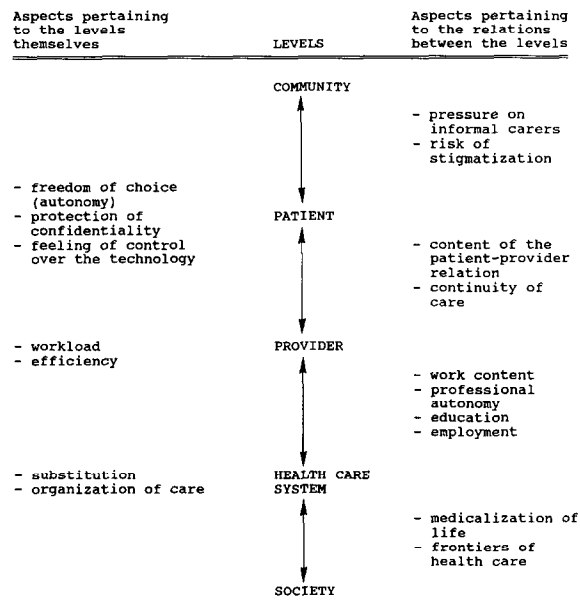 Aspects pertaining
to the levels
themselves
LEVELS
Aspects pertaining
to the relations
between the levels
COMMUNITY
- pressure on
informal carers
- risk of
stigmatization
- freedom of choice
(autonomy)
- protection of
confidentiality
- feeling of control
over the technology
PATIENT
- content of the
patient-provider
relation
- continuity of
care
- workload
- efficiency
PROVIDER
- work content
- professional
autonomy
- education
- employment
- substitution
- organization of care
HEALTH CARE
SYSTEM
- medicalization of
life
- frontiers of
health care
SOCIETY